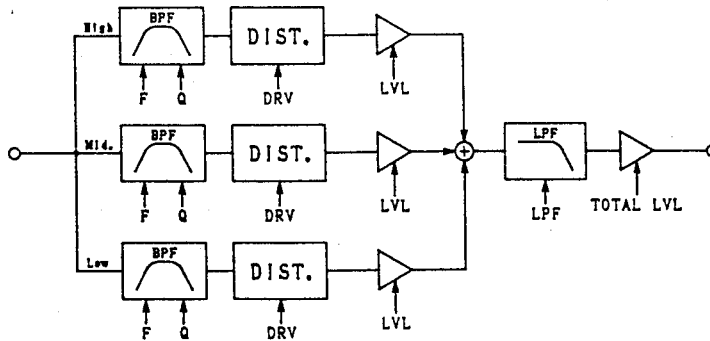 High
BPF
DIST.
F Q
DRV
LVL
Mid.
BPF
DIST.
F Q
DRV
LVL
+
LPF
LPF
TOTAL LVL
Low
BPF
DIST.
F Q
DRV
LVL